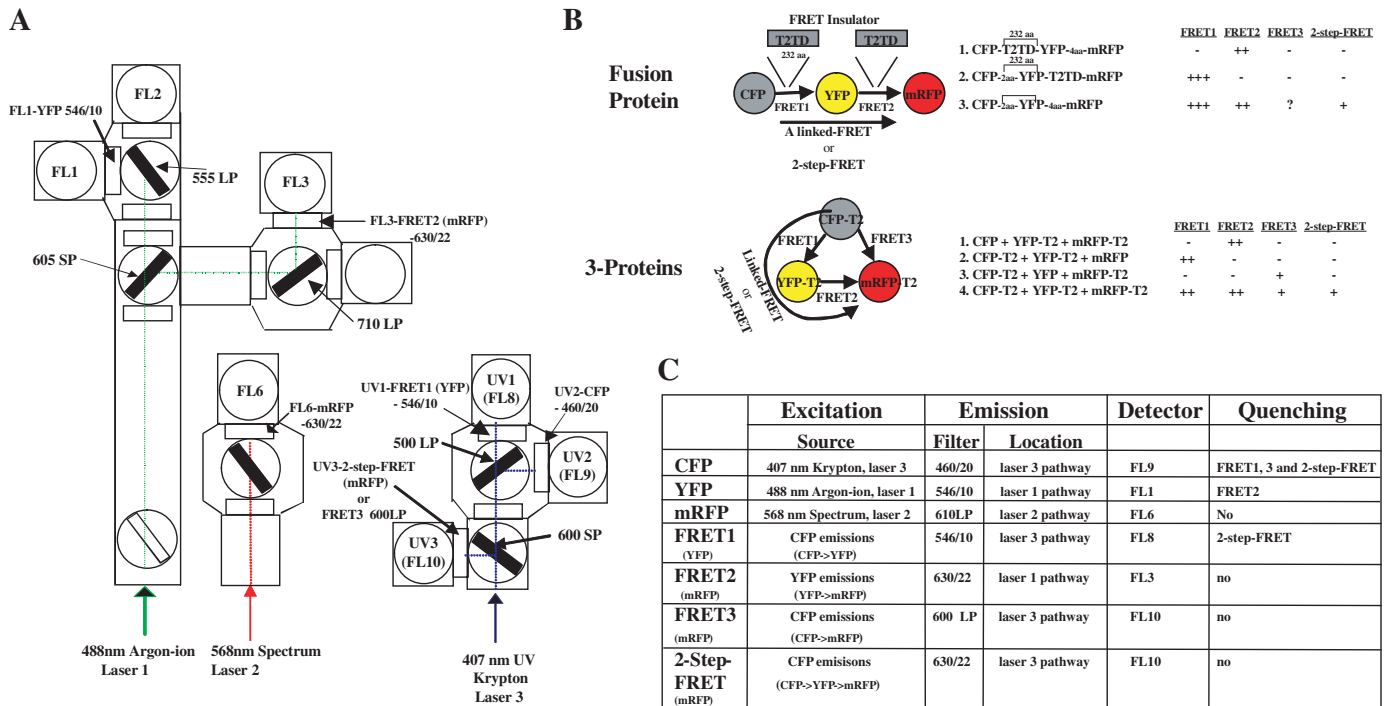 A
FL2
FL1-YFP 546/10
FL1
555 LP
FL3
FL3-FRET2 (mRFP)
-630/22
605 SP
710 LP
FL6
FL6-mRFP
-630/22
UV1-FRET1 (YFP)
- 546/10
UV1
(FL8)
UV2-CFP
- 460/20
500 LP
UV2
(FL9)
UV3-2-step-FRET
(mRFP)
or
FRET3 600LP
UV3
(FL10)
600 SP
488nm Argon-ion
Laser 1
568nm Spectrum
Laser 2
407 nm UV
Krypton
Laser 3
B
Fusion
Protein
FRET Insulator
T2TD
T2TD
232 aa
CFP
YFP
mRFP
FRET1
FRET2
A linked-FRET
or
2-step-FRET
FRET1 FRET2 FRET3 2-step-FRET
232 aa
1. CFP-T2TD-YFP-4aa-mRFP - ++ - -
232 aa
2. CFP-2aa-YFP-T2TD-mRFP +++ - - -
3. CFP-2aa-YFP-4aa-mRFP +++ ++ ? +
3-Proteins
CFP-T2
FRET1
FRET3
YFP-T2
mRFP-T2
FRET2
Linked-FRET
or
2-step-FRET
FRET1 FRET2 FRET3 2-step-FRET
1. CFP + YFP-T2 + mRFP-T2 - ++ - -
2. CFP-T2 + YFP-T2 + mRFP ++ - - -
3. CFP-T2 + YFP + mRFP-T2 - - + -
4. CFP-T2 + YFP-T2 + mRFP-T2 ++ ++ + +
C
Excitation Emission Detector Quenching
Source Filter Location
CFP 407 nm Krypton, laser 3 460/20 laser 3 pathway FL9 FRET1, 3 and 2-step-FRET
YFP 488 nm Argon-ion, laser 1 546/10 laser 1 pathway FL1 FRET2
mRFP 568 nm Spectrum, laser 2 610LP laser 2 pathway FL6 No
FRET1 CFP emissions 546/10 laser 3 pathway FL8 2-step-FRET
(YFP) (CFP->YFP)
FRET2 YFP emissions 630/22 laser 1 pathway FL3 no
(mRFP) (YFP->mRFP)
FRET3 CFP emissions 600 LP laser 3 pathway FL10 no
(mRFP) (CFP->mRFP)
2-Step- CFP emisisons 630/22 laser 3 pathway FL10 no
FRET (CFP->YFP->mRFP)
(mRFP)